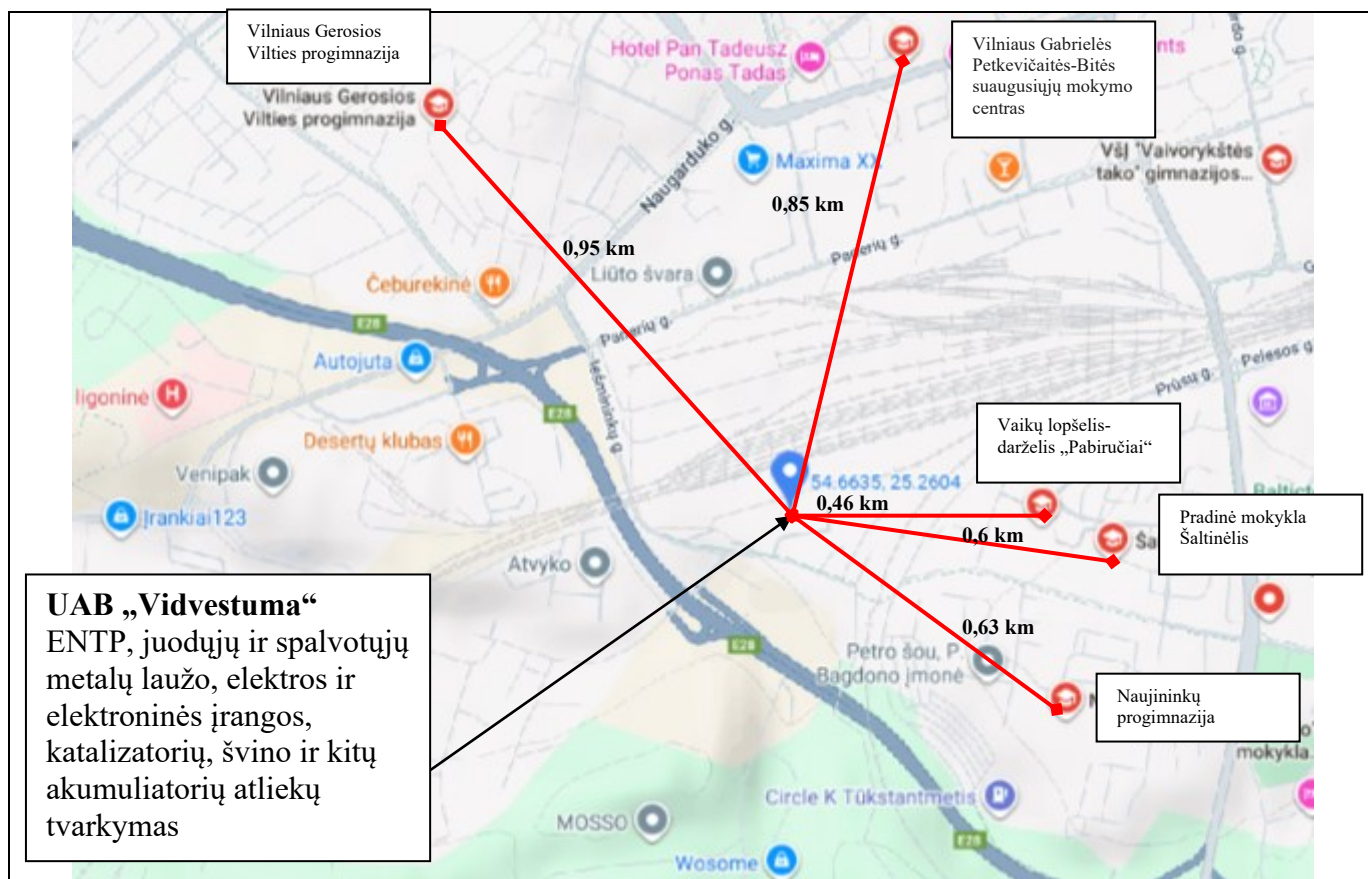 Vilniaus Gerosios
Vilties progimnazija
Vilniaus Gerosios
Vilties progimnazija
Hotel Pan Tadeusz
Ponas Tadas
Vilniaus Gabrielės
Petkevičaitės-Bitės
suaugusiųjų mokymo
centras
nts
Naugarduko g.
Maxima XX
VšĮ "Vaivorykštės
tako" gimnazijos...
0,85 km
0,95 km
Panerių g.
Liūto švara
Čeburekinė
E28
Panerių g.
Autojuta
Pelesos g
Prūsų g.
ligoninė
E28
Desertų klubas
Vaikų lopšelis-
darželis „Pabiručiai“
Venipak
54.6635, 25.2604
0,46 km
Įrankiai123
0,6 km
Ša
Pradinė mokykla
Šaltinėlis
Atvyko
UAB „Vidvestuma“
ENTP, juodųjų ir spalvotųjų
metalų laužo, elektros ir
elektroninės įrangos,
katalizatorių, švino ir kitų
akumuliatorių atliekų
tvarkymas
0,63 km
E28
Petro šou, P.
Bagdono įmonė
N
Naujininkų
progimnazija
mokykla
Circle K Tūkstantmetis
MOSSO
E28
Wosome